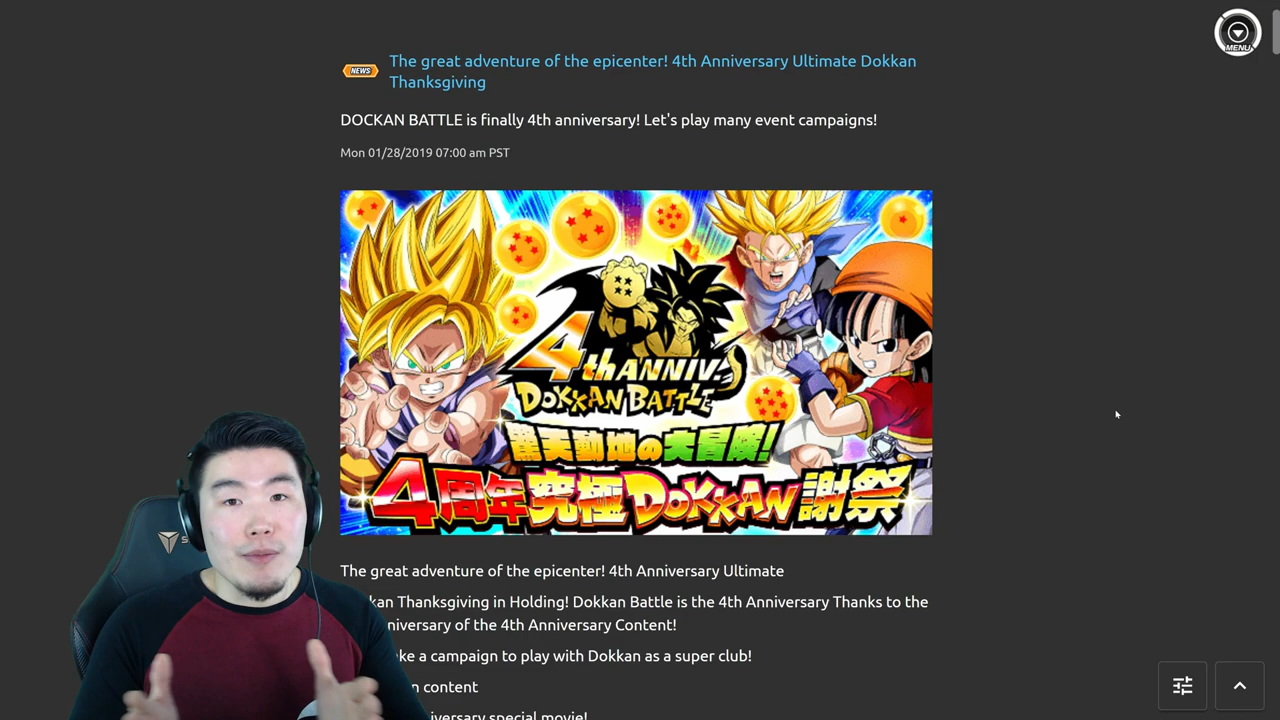 MENU
NEWS
The great adventure of the epicenter! 4th Anniversary Ultimate Dokkan
Thanksgiving
DOCKAN BATTLE is finally 4th anniversary! Let's play many event campaigns!
Mon 01/28/2019 07:00 am PST
4th ANNIV.
DOKKAN BATTLE
驚天動地の大冒険!
4周年究極DOKKAN謝祭
The great adventure of the epicenter! 4th Anniversary Ultimate
Thanksgiving in Holding! Dokkan Battle is the 4th Anniversary Thanks to the
of the 4th Anniversary Content!
a campaign to play with Dokkan as a super club!
content
special movie!